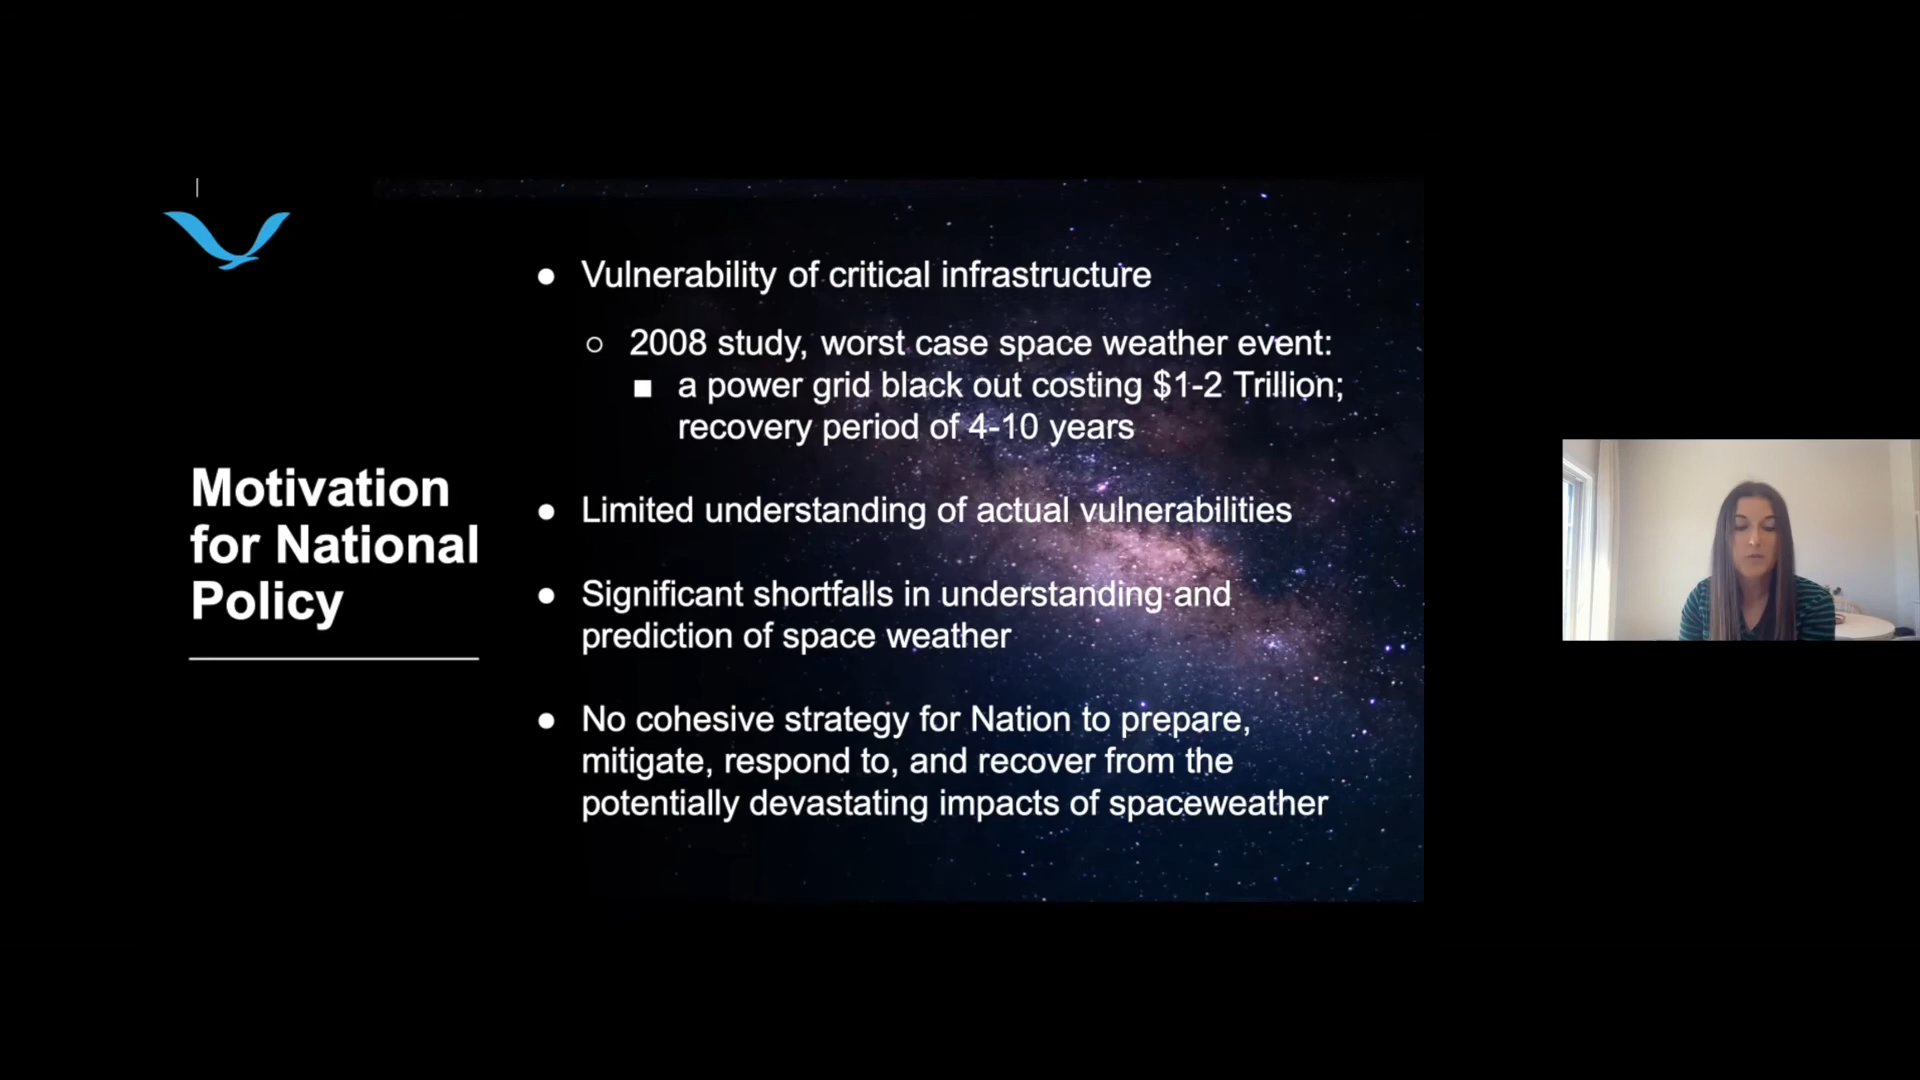 Motivation
for National
Policy
● Vulnerability of critical infrastructure
○ 2008 study, worst case space weather event:
■ a power grid black out costing $1-2 Trillion;
recovery period of 4-10 years
● Limited understanding of actual vulnerabilities
● Significant shortfalls in understanding and
prediction of space weather
● No cohesive strategy for Nation to prepare,
mitigate, respond to, and recover from the
potentially devastating impacts of spaceweather